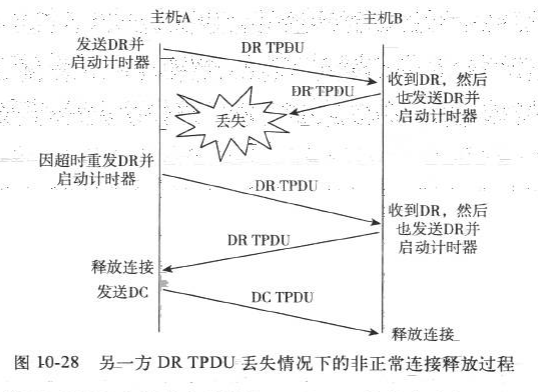 主机A
主机B
发送DR并
启动计时器
DR TPDU
收到DR，然后
也发送DR并
启动计时器
DR TPDU
丢失
因超时重发DR并
启动计时器
DR TPDU
收到DR，然后
也发送DR并
启动计时器
DR TPDU
释放连接
发送DC
DC TPDU
释放连接
图 10-28 另一方 DR TPDU 丢失情况下的非正常连接释放过程